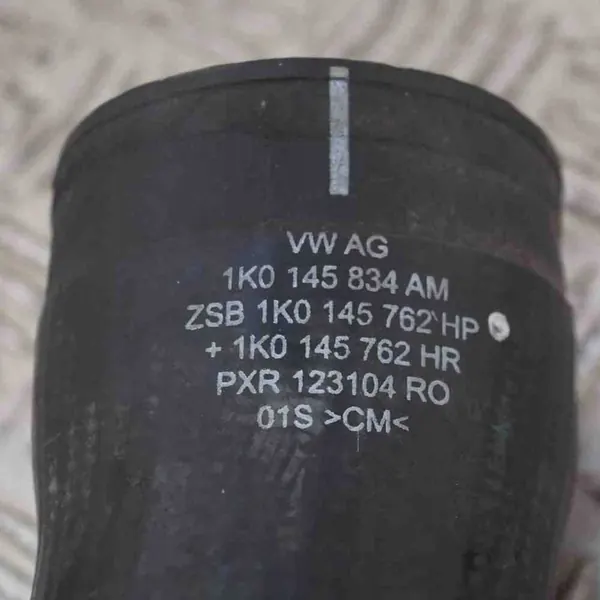 VW AG
1K0 145 834 AM
ZSB 1K0 145 762 HP
+ 1K0 145 762 HR
PXR 123104 RO
01S >CM<